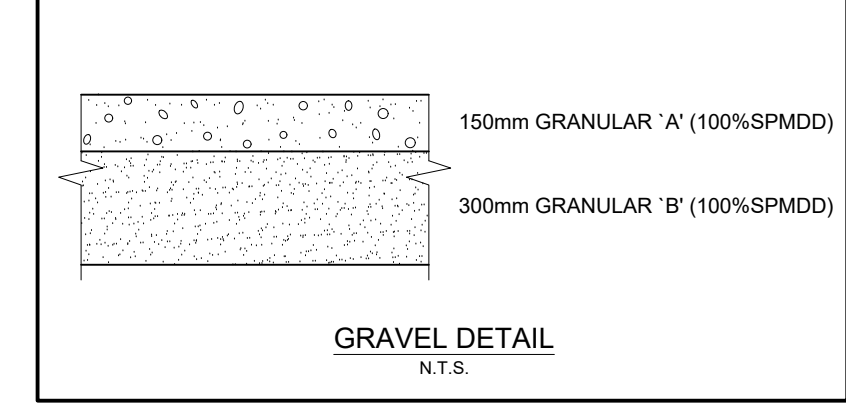 150mm GRANULAR `A' (100%SPMDD)
300mm GRANULAR `B' (100%SPMDD)
GRAVEL DETAIL
N.T.S.